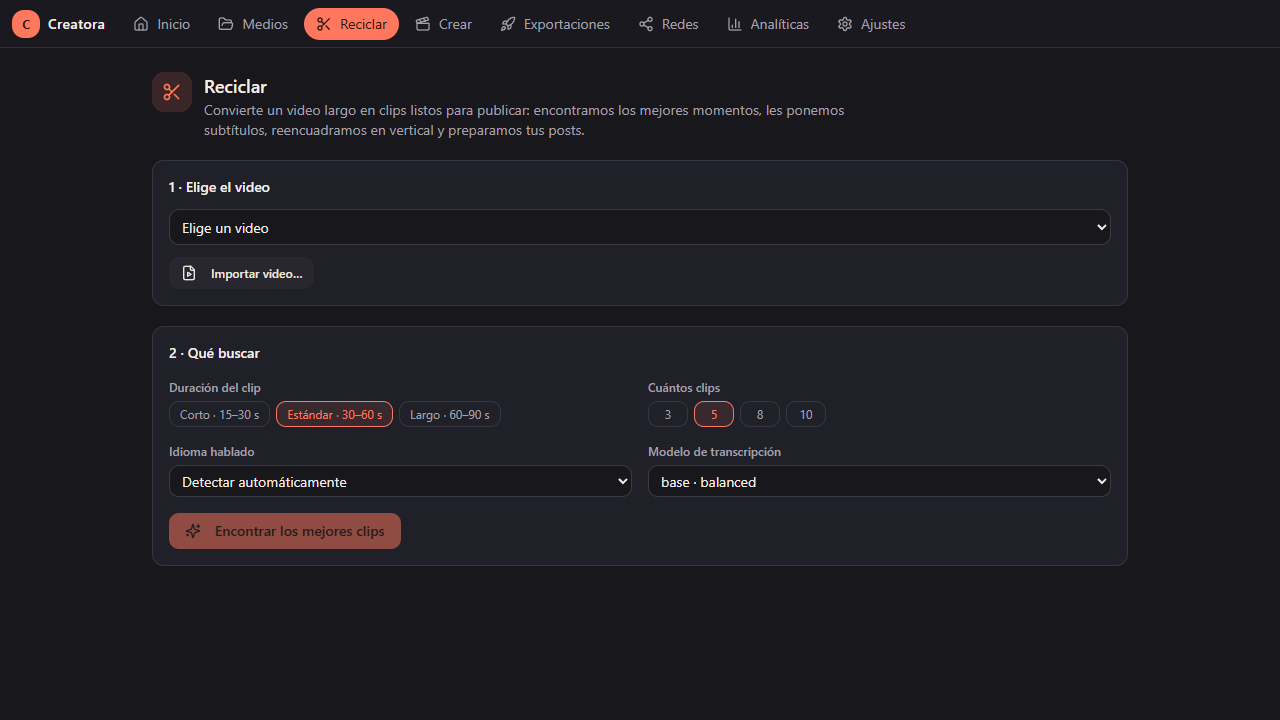 C Creatora Inicio Medios Reciclar Crear Exportaciones Redes Analíticas Ajustes
Reciclar
Convierte un video largo en clips listos para publicar: encontramos los mejores momentos, les ponemos
subtítulos, reencuadramos en vertical y preparamos tus posts.
1 · Elige el video
Elige un video
Importar video...
2 · Qué buscar
Duración del clip
Corto · 15–30 s Estándar · 30–60 s Largo · 60–90 s
Cuántos clips
3 5 8 10
Idioma hablado
Detectar automáticamente
Modelo de transcripción
base · balanced
Encontrar los mejores clips